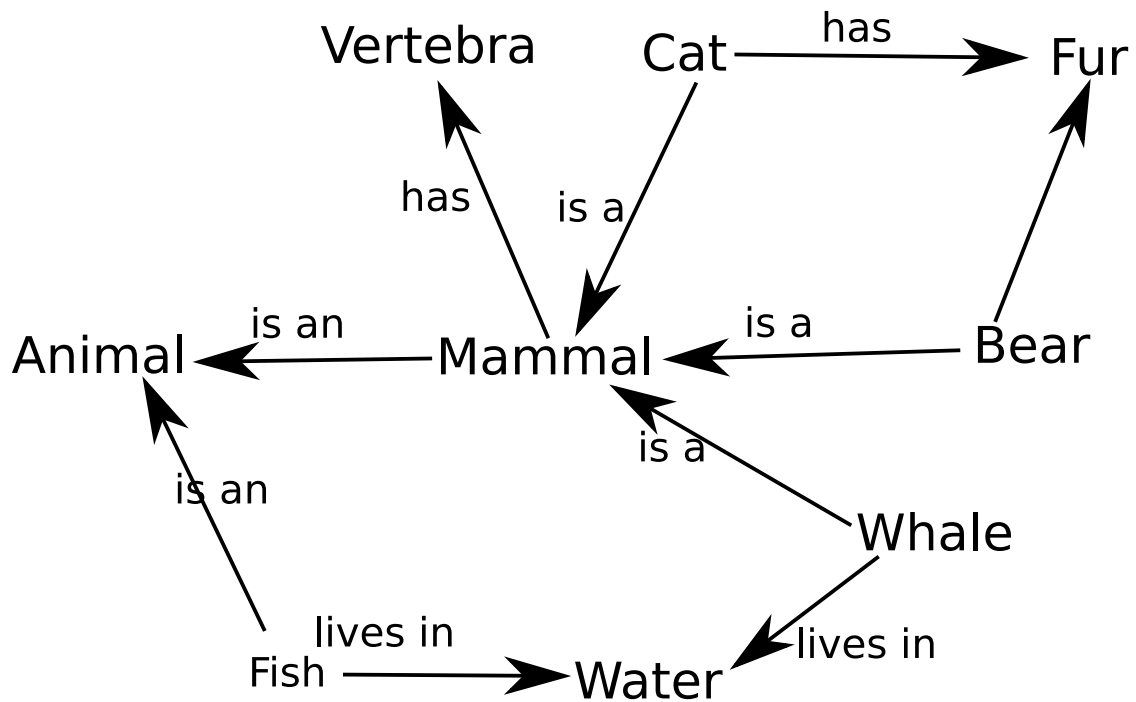 Vertebra
Cat
has
Fur
has
is a
Animal
is an
Mammal
is a
Bear
is a
is an
Whale
Fish
lives in
Water
lives in